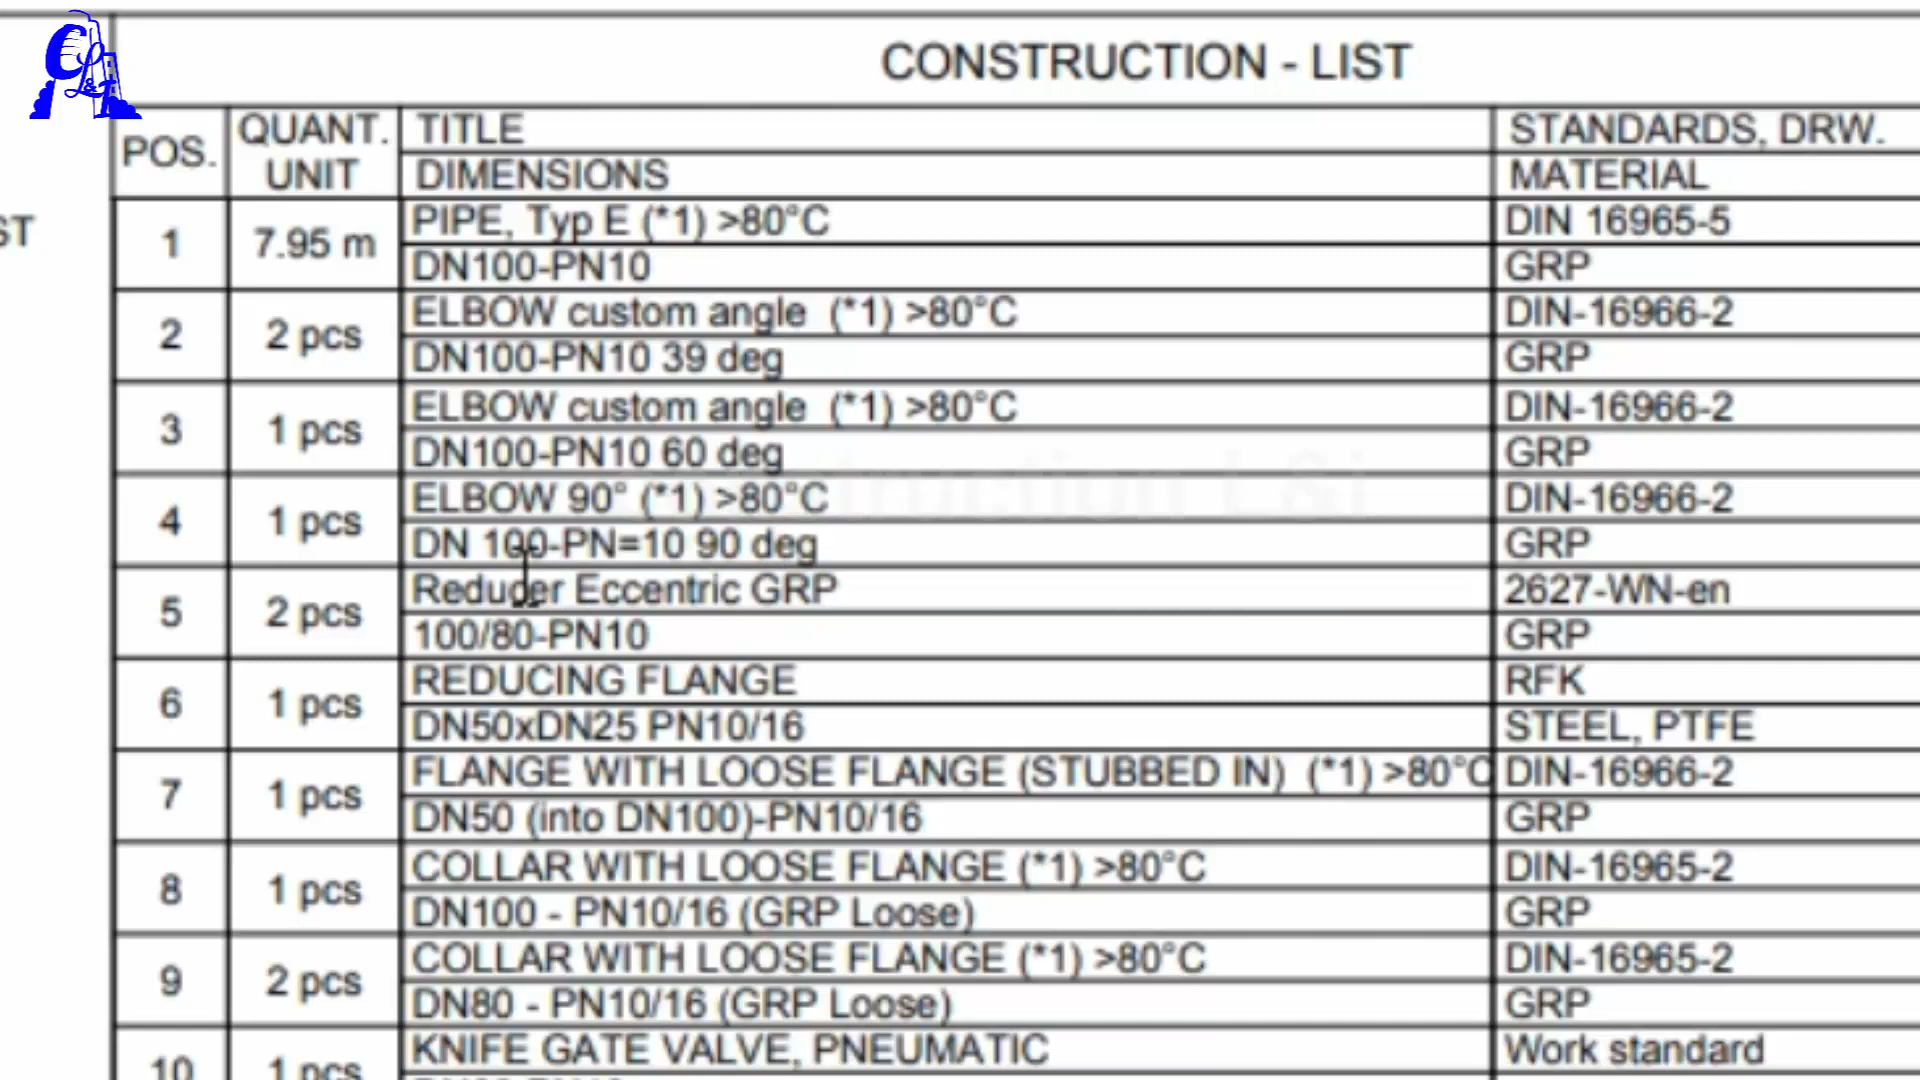 CONSTRUCTION - LIST
POS. QUANT. UNIT TITLE STANDARDS, DRW.
DIMENSIONS MATERIAL
ST
1 7.95 m PIPE, Typ E (*1) >80°C DIN 16965-5
DN100-PN10 GRP
2 2 pcs ELBOW custom angle (*1) >80°C DIN-16966-2
DN100-PN10 39 deg GRP
3 1 pcs ELBOW custom angle (*1) >80°C DIN-16966-2
DN100-PN10 60 deg GRP
4 1 pcs ELBOW 90° (*1) >80°C DIN-16966-2
DN 100-PN=10 90 deg GRP
5 2 pcs Reducer Eccentric GRP 2627-WN-en
100/80-PN10 GRP
6 1 pcs REDUCING FLANGE RFK
DN50xDN25 PN10/16 STEEL, PTFE
7 1 pcs FLANGE WITH LOOSE FLANGE (STUBBED IN) (*1) >80°C DIN-16966-2
DN50 (into DN100)-PN10/16 GRP
8 1 pcs COLLAR WITH LOOSE FLANGE (*1) >80°C DIN-16965-2
DN100 - PN10/16 (GRP Loose) GRP
9 2 pcs COLLAR WITH LOOSE FLANGE (*1) >80°C DIN-16965-2
DN80 - PN10/16 (GRP Loose) GRP
10 1 pcs KNIFE GATE VALVE, PNEUMATIC Work standard